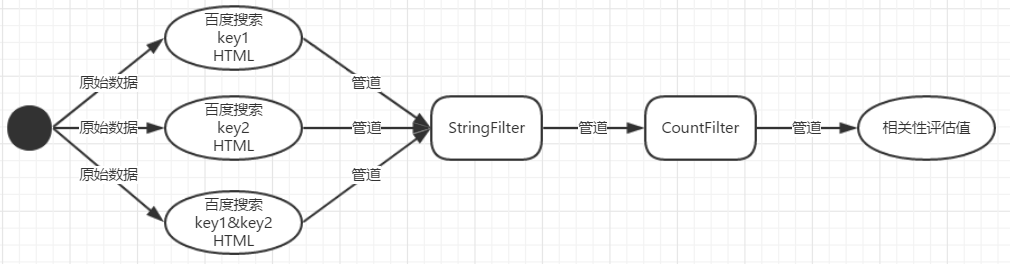 百度搜索
key1
HTML
原始数据
管道
原始数据
百度搜索
key2
HTML
管道
StringFilter
管道
CountFilter
管道
相关性评估值
原始数据
管道
百度搜索
key1&key2
HTML